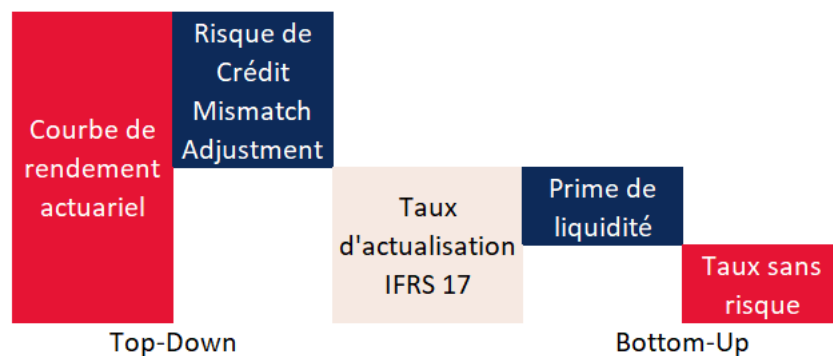 Courbe de
rendement
actuariel
Risque de
Crédit
Mismatch
Adjustment
Taux
d'actualisation
IFRS 17
Prime de
liquidité
Taux sans
risque
Top-Down
Bottom-Up